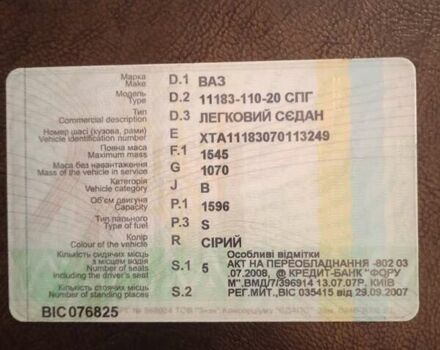 Марка D.1 ВАЗ
Make
Модель D.2 11183-110-20 СПГ
Type
Тип D.3 ЛЕГКОВИЙ СЄДАН
Commercial description
Номер шасі (кузова, рами) E XTA11183070113249
Vehicle identification number
Повна маса F.1 1545
Maximum mass
Маса без навантаження G 1070
Mass of the vehicle in service
Категорія J B
Vehicle category
Об'єм двигуна P.1 1596
Capacity
Тип пального P.3 S
Type of fuel
Колір R СІРИЙ
Colour of the vehicle
Кількість сидячих місць S.1 5
з місцем водія
Number of seats
including the driver's seat
Кількість стоячих місць S.2
Number of standing places
Особливі відмітки
АКТ НА ПЕРЕОБЛАДНАННЯ -802 03
.07.2008, @ КРЕДИТ-БАНК "ФОРУ
М",ВМД/7/396914 13.07.07Р, КИЇВ
РЕГ.МИТ.,ВІС 035415 від 29.09.2007
ВІС 076825